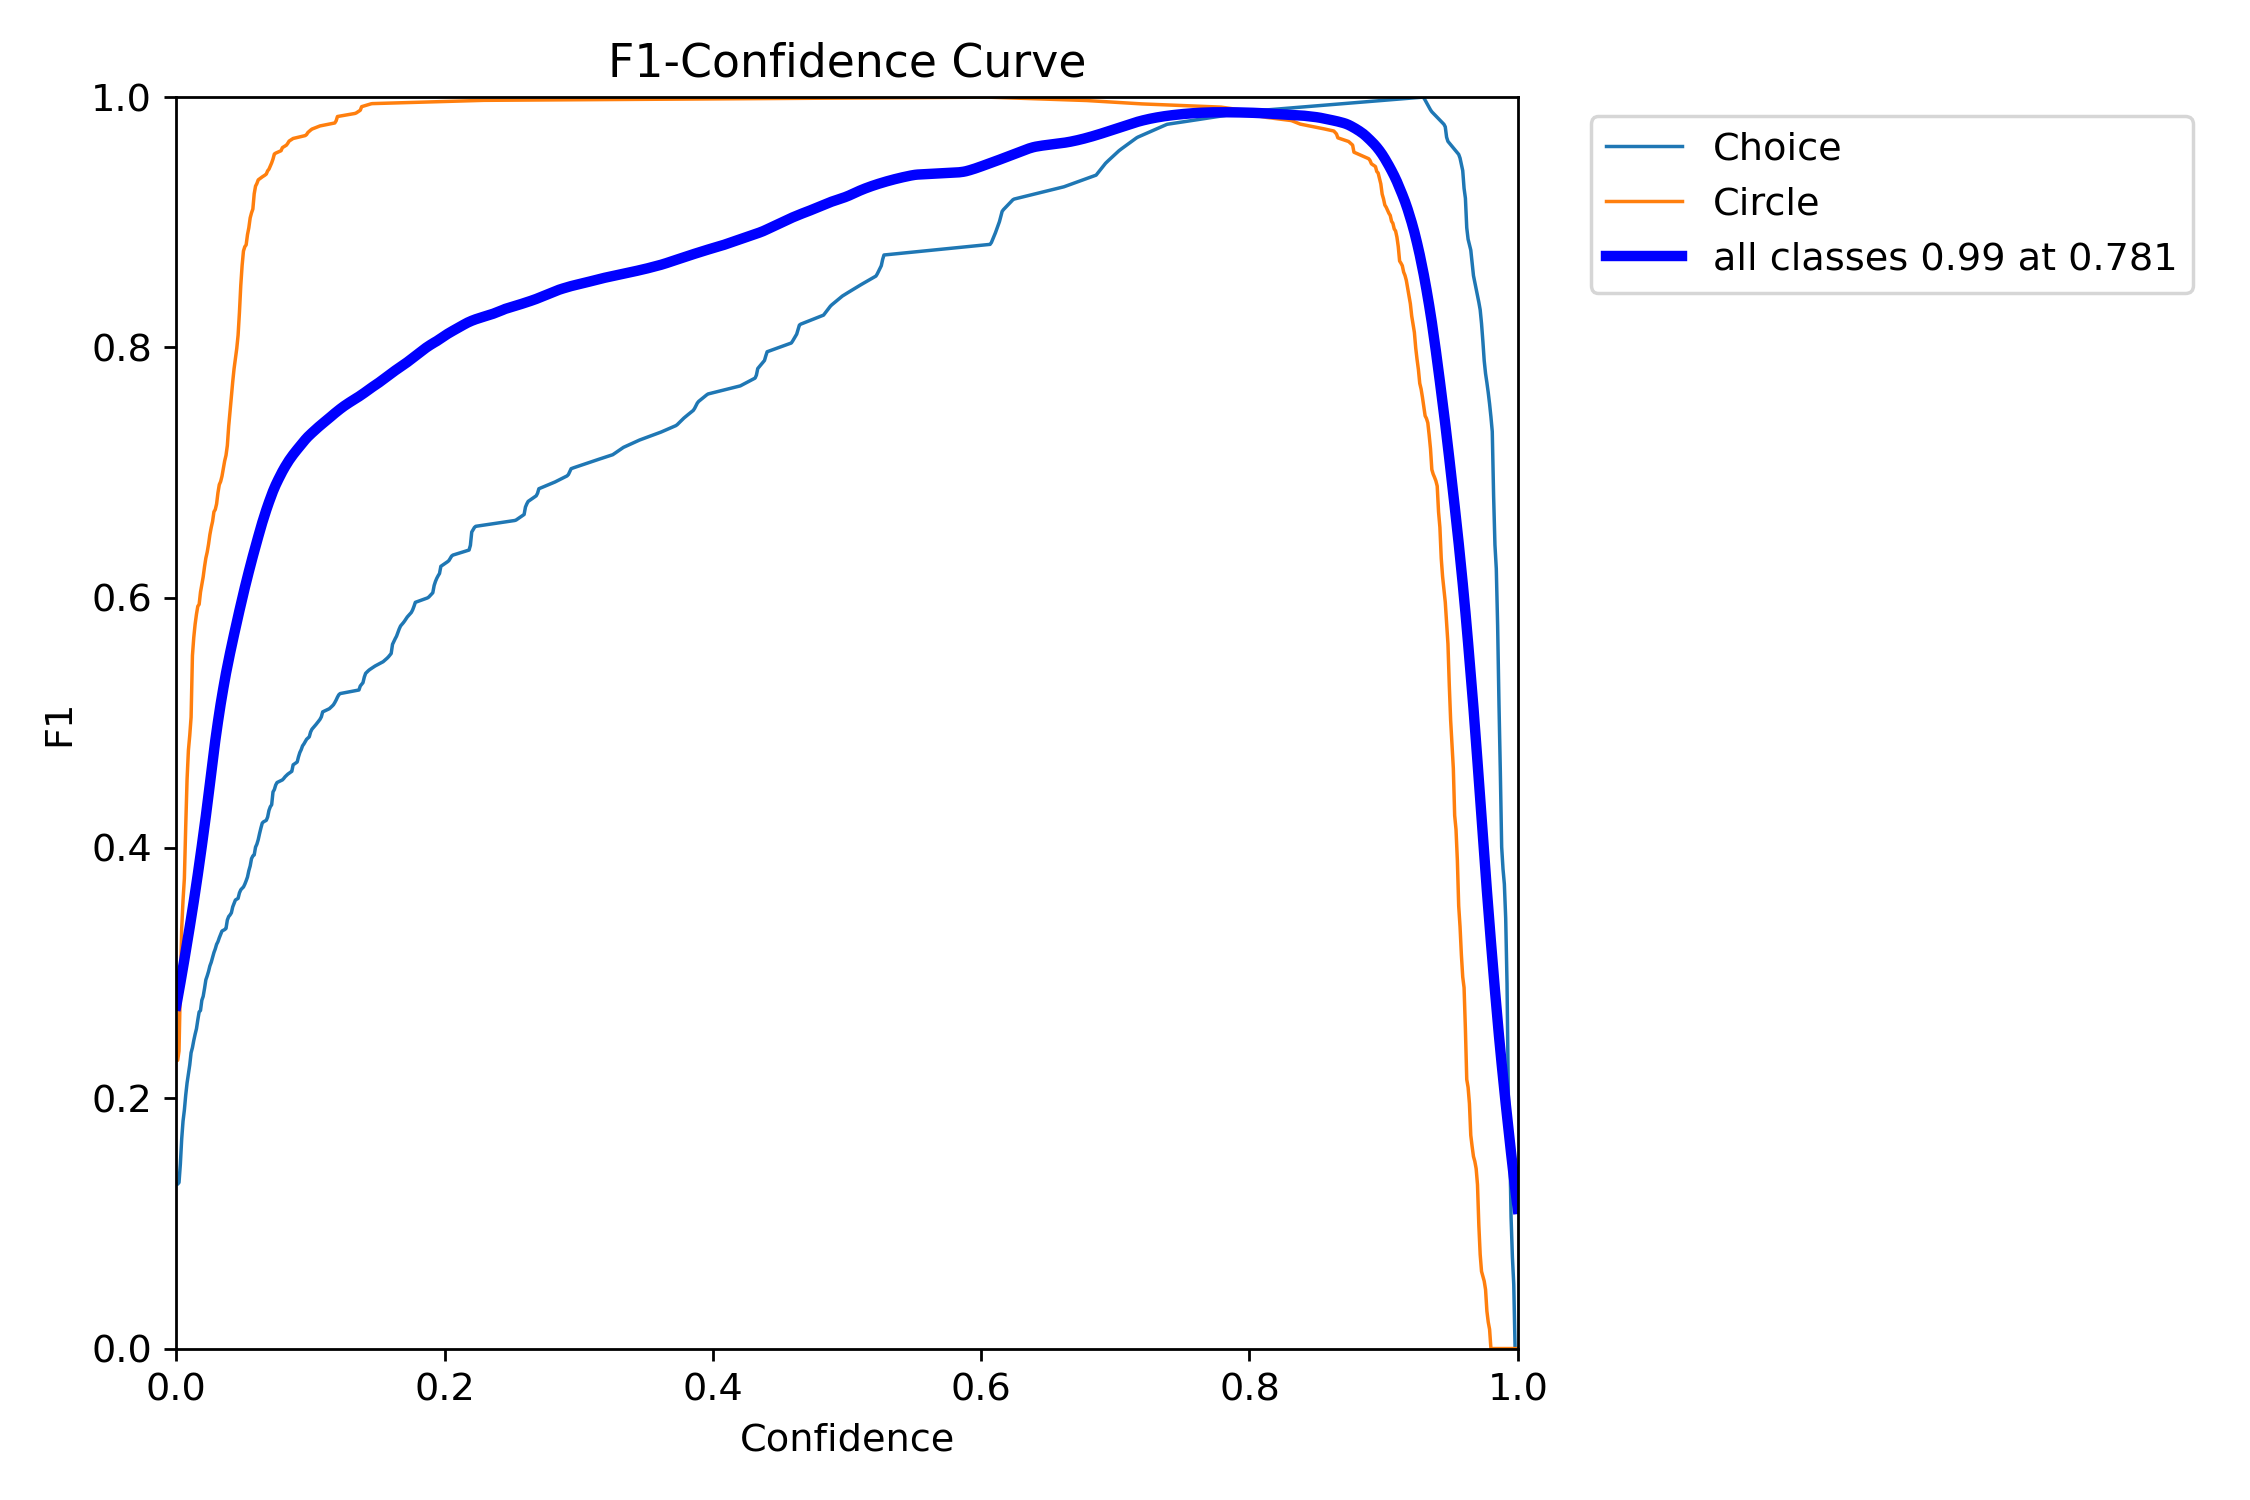 F1-Confidence Curve
1.0
0.8
0.6
0.4
0.2
0.0
F1
0.0 0.2 0.4 0.6 0.8 1.0
Confidence
Choice
Circle
all classes 0.99 at 0.781